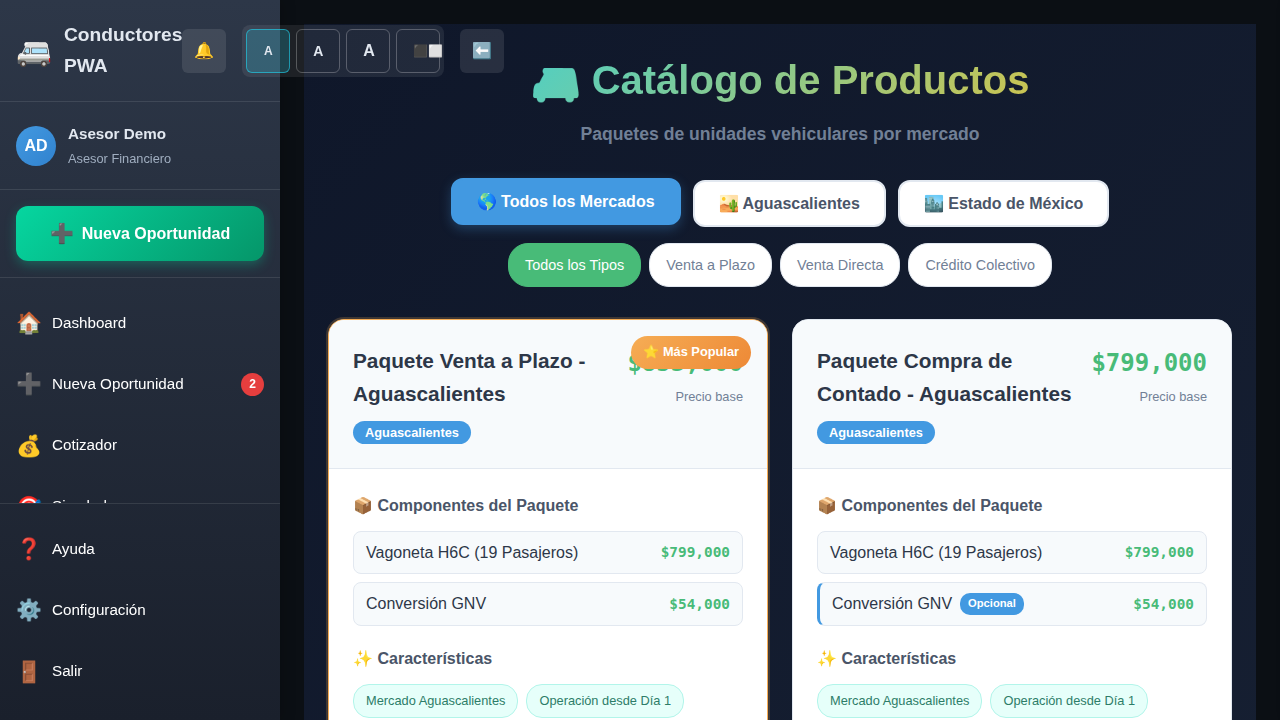 Conductores
PWA
A
A
A
AD
Asesor Demo
Asesor Financiero
Nueva Oportunidad
Dashboard
Nueva Oportunidad
2
Cotizador
Ayuda
Configuración
Salir
Catálogo de Productos
Paquetes de unidades vehiculares por mercado
Todos los Mercados
Aguascalientes
Estado de México
Todos los Tipos
Venta a Plazo
Venta Directa
Crédito Colectivo
Paquete Venta a Plazo -
Aguascalientes
Más Popular
Precio base
Aguascalientes
Componentes del Paquete
Vagoneta H6C (19 Pasajeros)
$799,000
Conversión GNV
$54,000
Características
Mercado Aguascalientes
Operación desde Día 1
Paquete Compra de
Contado - Aguascalientes
$799,000
Precio base
Aguascalientes
Componentes del Paquete
Vagoneta H6C (19 Pasajeros)
$799,000
Conversión GNV
Opcional
$54,000
Características
Mercado Aguascalientes
Operación desde Día 1